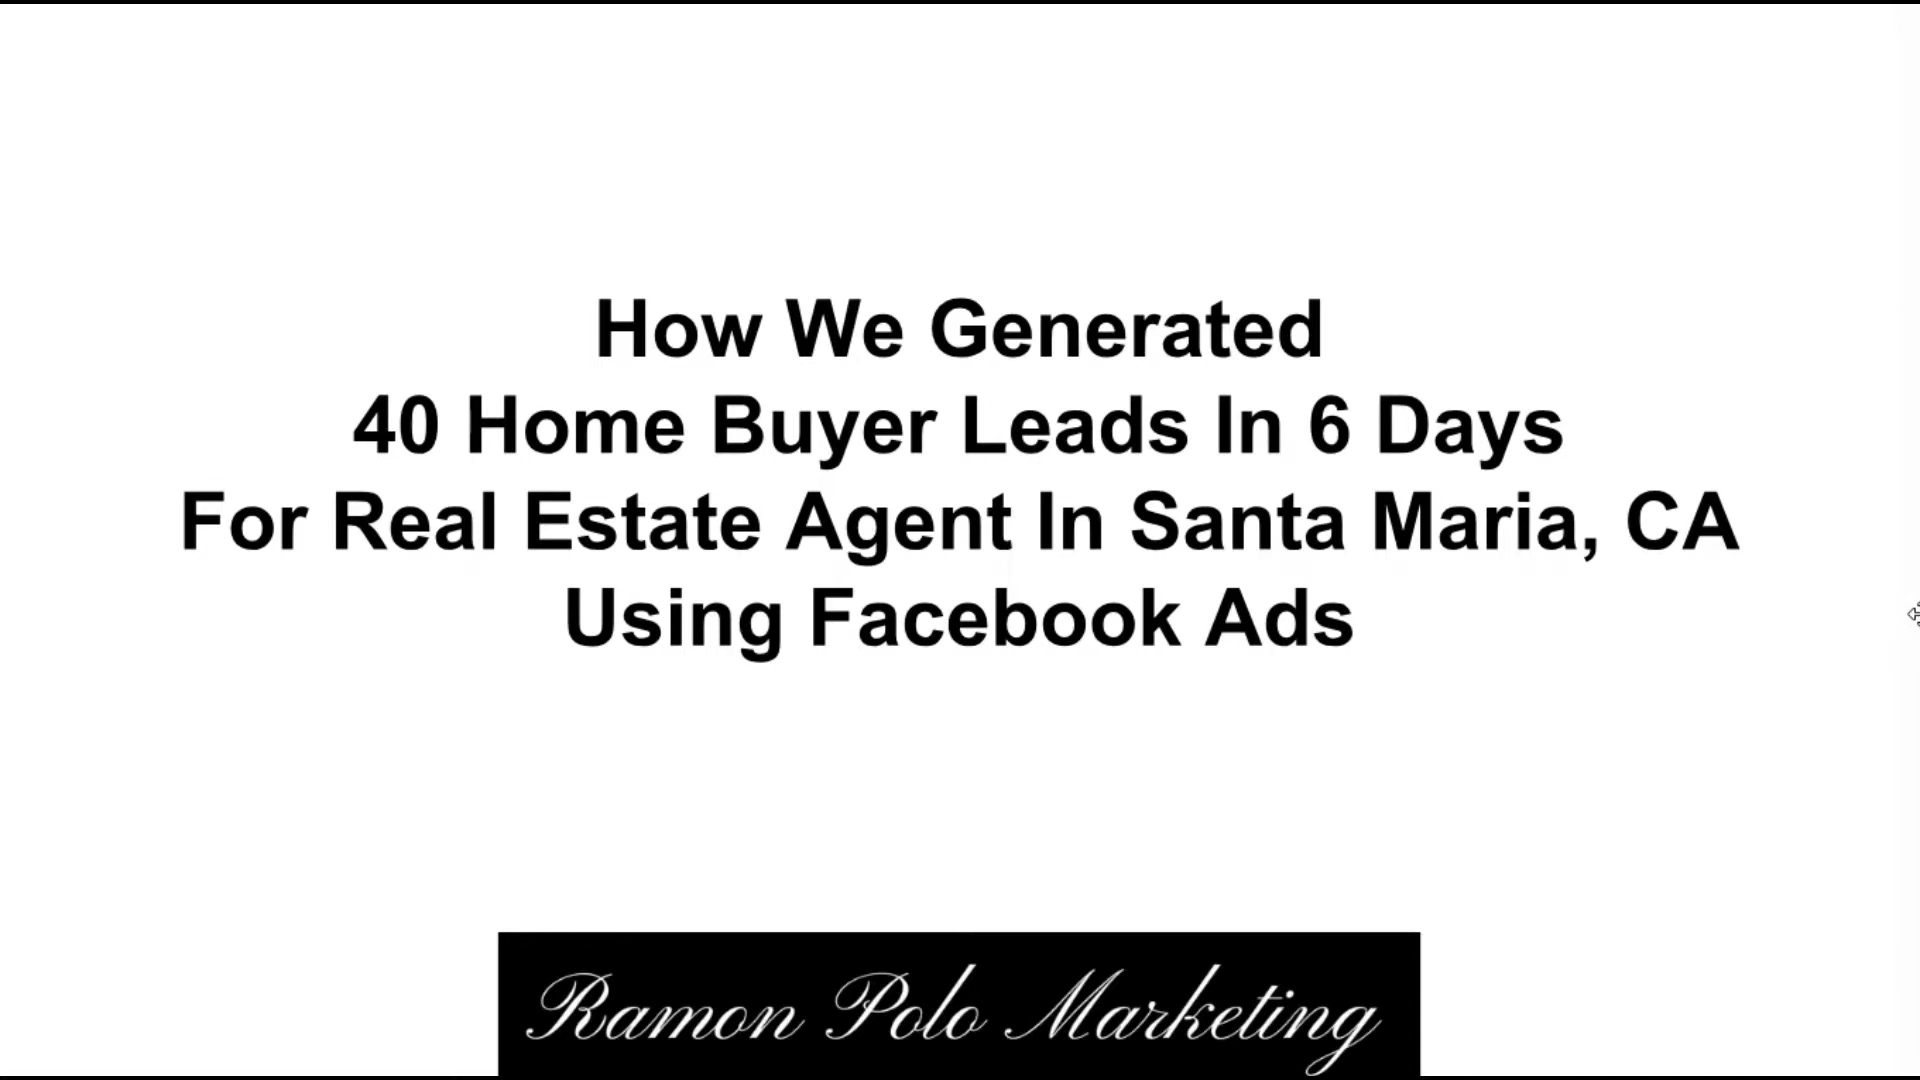 How We Generated
40 Home Buyer Leads In 6 Days
For Real Estate Agent In Santa Maria, CA
Using Facebook Ads
Ramon Polo Marketing